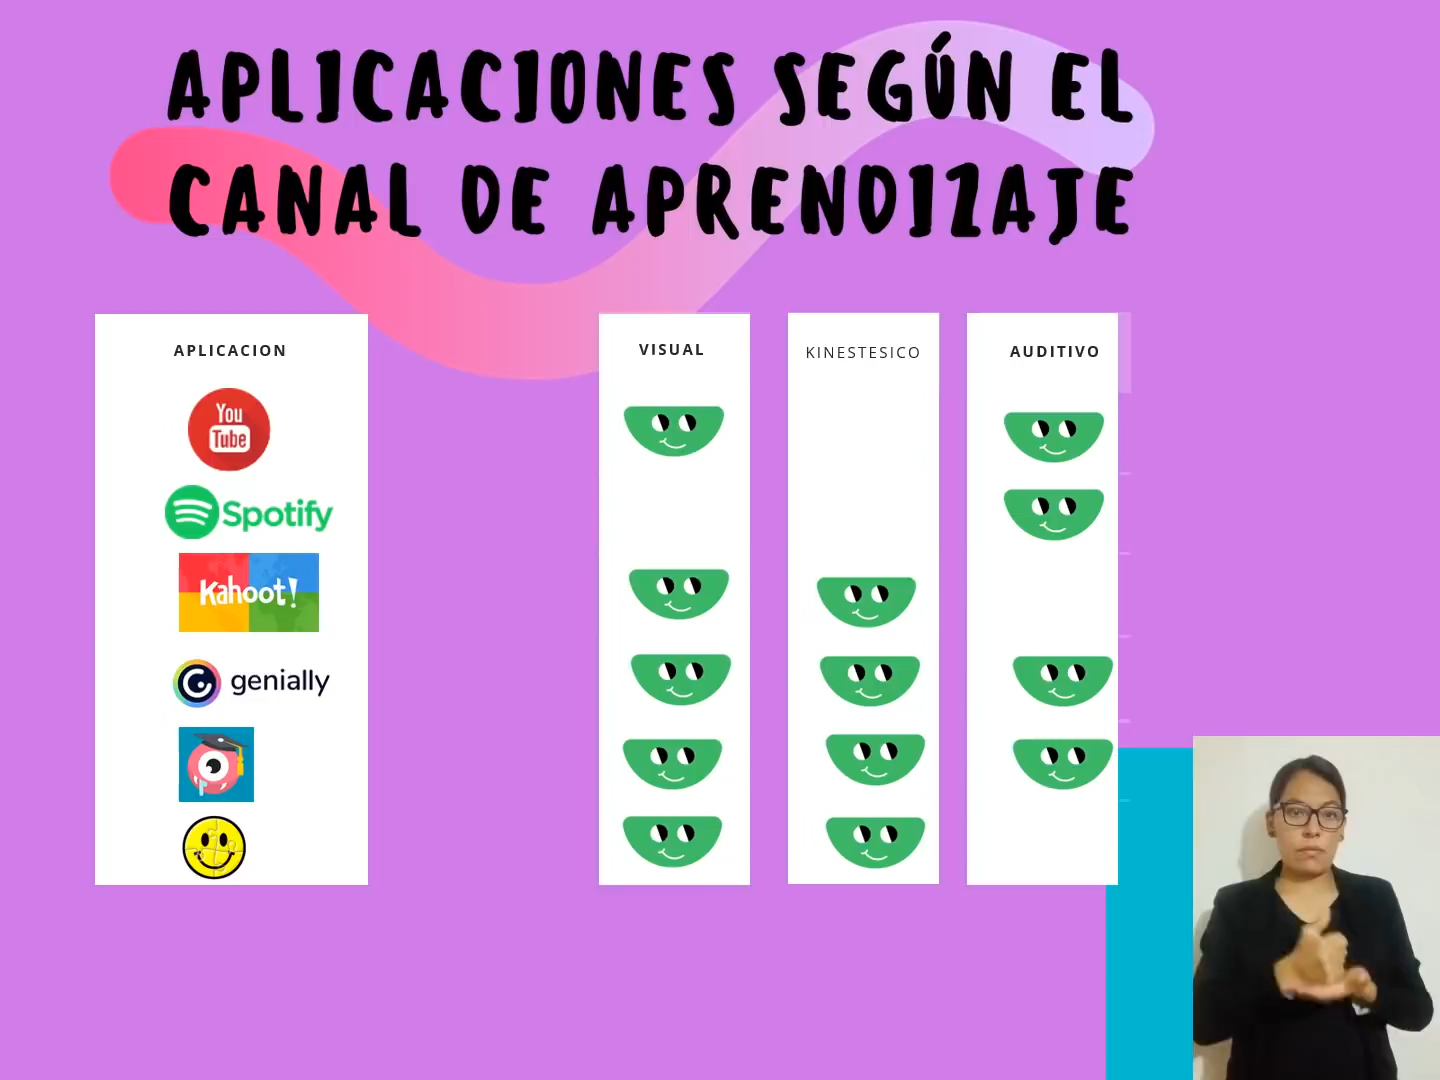 APLICACIONES SEGÚN EL
CANAL DE APRENDIZAJE
APLICACION
VISUAL
KINESTESICO
AUDITIVO
You
Tube
Spotify
Kahoot!
genially